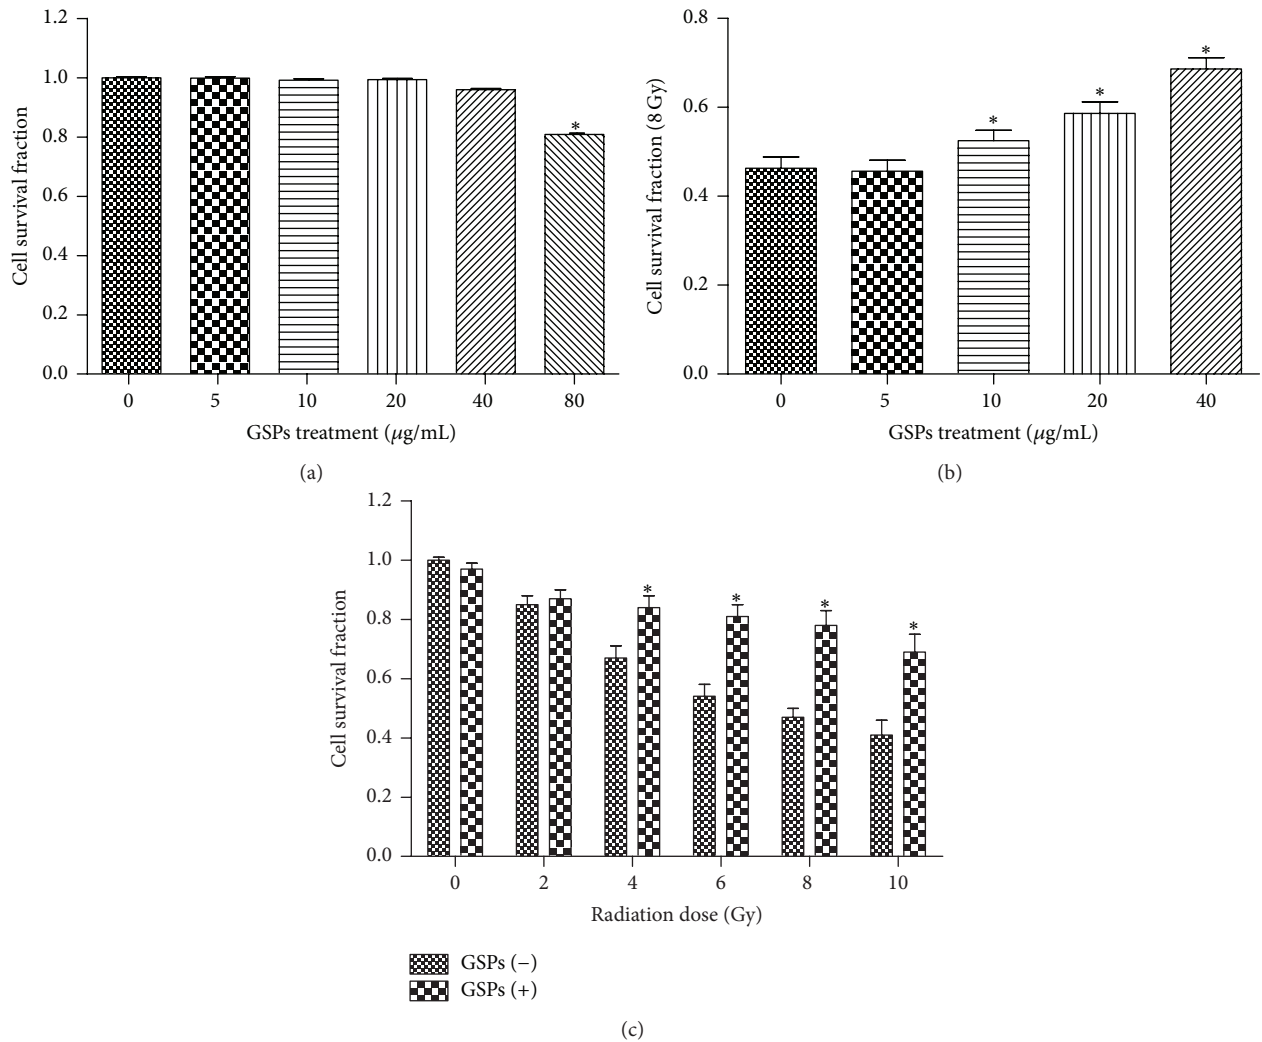 1.2
1.0
0.8
0.6
0.4
0.2
0.0
Cell survival fraction
*
0 5 10 20 40 80
GSPs treatment (μg/mL)
(a)
0.8
0.6
0.4
0.2
0.0
Cell survival fraction (8 Gy)
* * *
0 5 10 20 40
GSPs treatment (μg/mL)
(b)
1.2
1.0
0.8
0.6
0.4
0.2
0.0
Cell survival fraction
* * * *
0 2 4 6 8 10
Radiation dose (Gy)
GSPs (−)
GSPs (+)
(c)